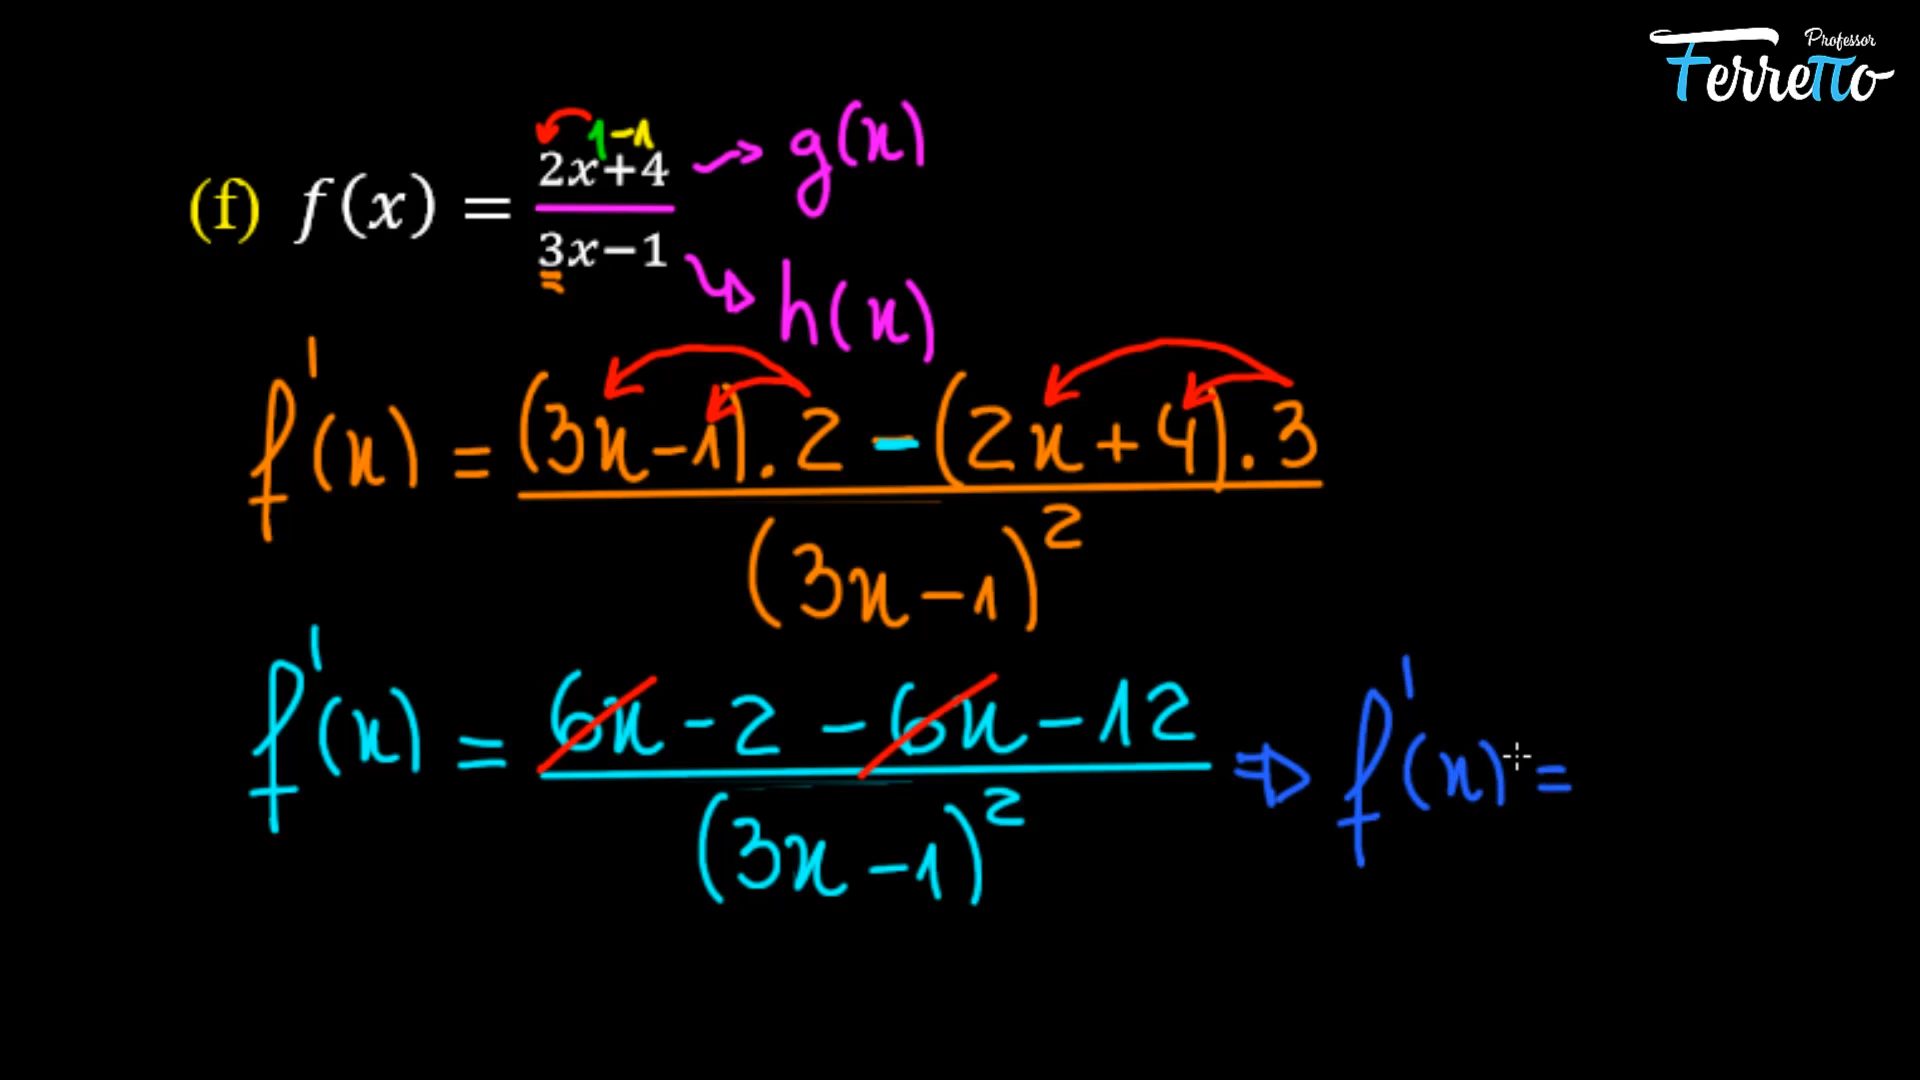 Professor
Ferretto
1-1
(f) f(x) = 2x+4 / 3x-1
g(x)
h(x)
f'(x) = (3x-1).2 - (2x+4).3 / (3x-1)²
f'(x) = 6x-2-6x-12 / (3x-1)² ⇒ f'(x) =